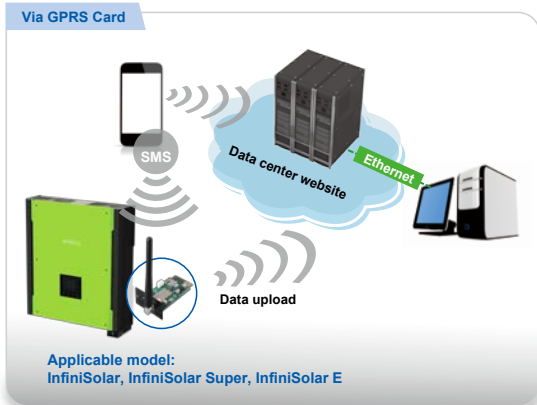 Via GPRS Card
SMS
Data center website
Ethernet
Data upload
Applicable model:
InfiniSolar, InfiniSolar Super, InfiniSolar E